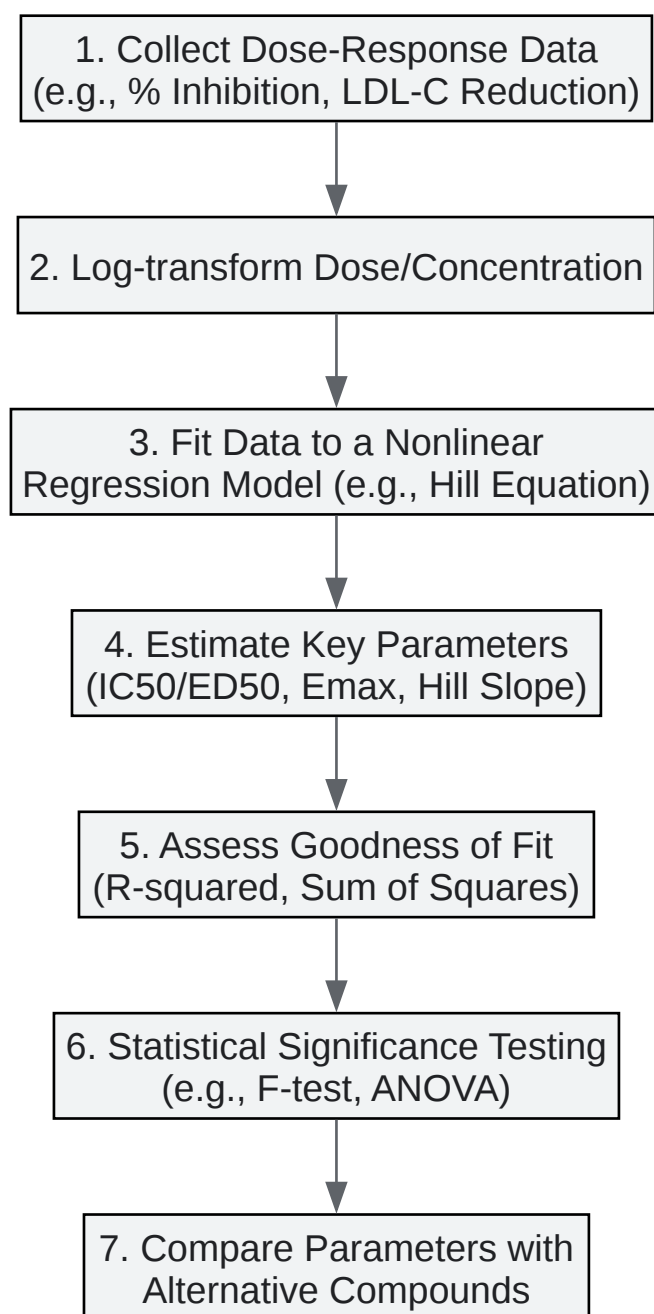 1. Collect Dose-Response Data
(e.g., % Inhibition, LDL-C Reduction)
2. Log-transform Dose/Concentration
3. Fit Data to a Nonlinear
Regression Model (e.g., Hill Equation)
4. Estimate Key Parameters
(IC50/ED50, Emax, Hill Slope)
5. Assess Goodness of Fit
(R-squared, Sum of Squares)
6. Statistical Significance Testing
(e.g., F-test, ANOVA)
7. Compare Parameters with
Alternative Compounds